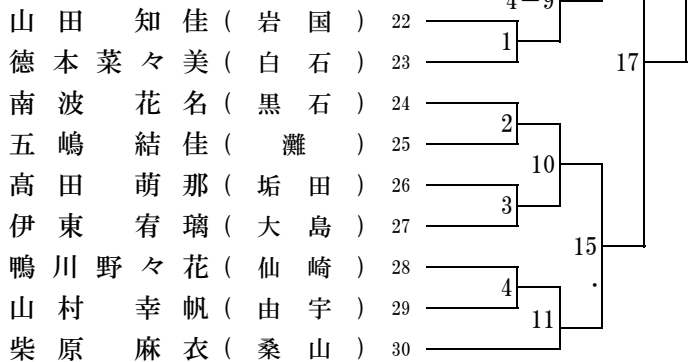 4－9
山田 知佳（岩国） 22
1
徳本菜々美（白石） 23
17
南波 花名（黒石） 24
2
五嶋 結佳（灘） 25
10
髙田 萌那（垢田） 26
3
伊東 宥璃（大島） 27
15
鴨川野々花（仙崎） 28
4
山村 幸帆（由宇） 29
11
柴原 麻衣（桑山） 30